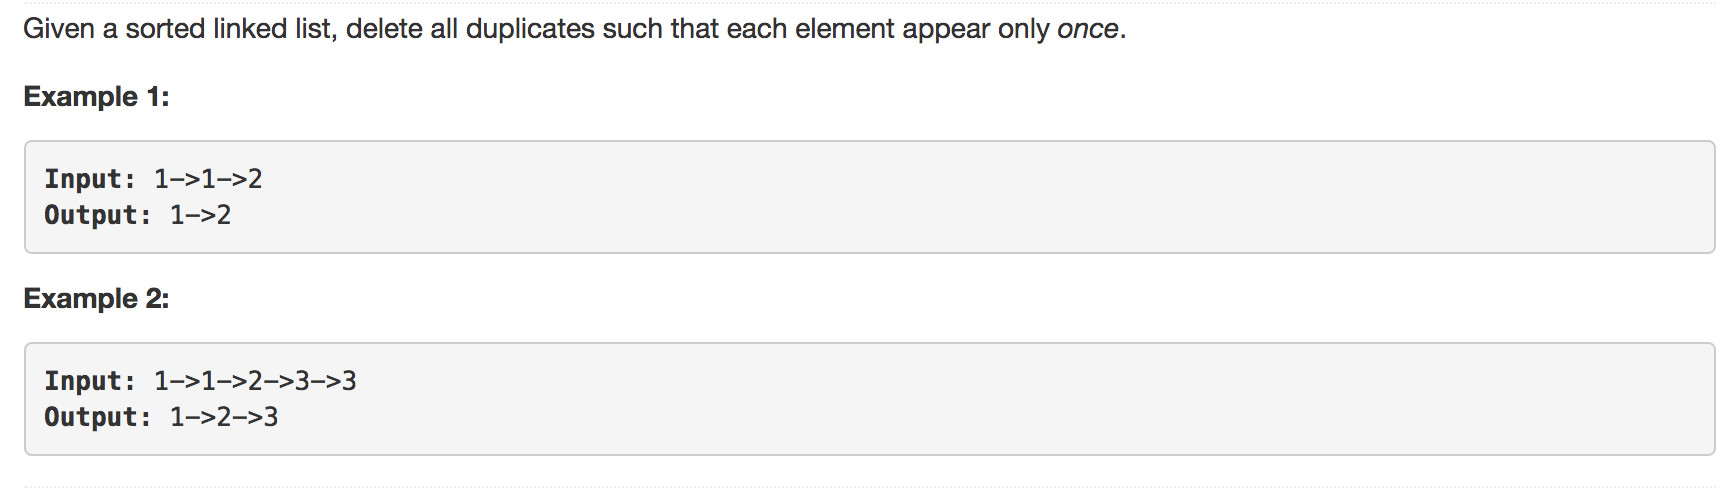 Given a sorted linked list, delete all duplicates such that each element appear only once.
Example 1:
Input: 1->1->2
Output: 1->2
Example 2:
Input: 1->1->2->3->3
Output: 1->2->3